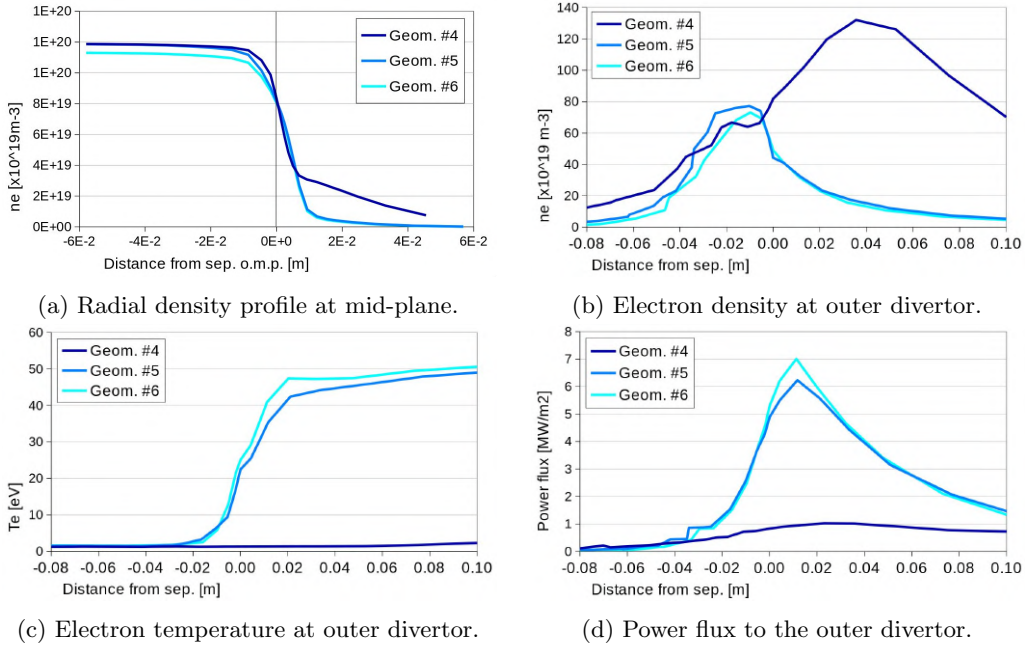 1E+20
1E+20
1E+20
8E+19
6E+19
4E+19
2E+19
0E+00
ne [x10^19m-3]
-6E-2 -4E-2 -2E-2 0E+0 2E-2 4E-2 6E-2
Distance from sep. o.m.p. [m]
Geom. #4
Geom. #5
Geom. #6
(a) Radial density profile at mid-plane.
140
120
100
80
60
40
20
0
ne [x10^19 m-3]
-0.08 -0.06 -0.04 -0.02 0.00 0.02 0.04 0.06 0.08 0.10
Distance from sep. [m]
Geom. #4
Geom. #5
Geom. #6
(b) Electron density at outer divertor.
60
50
40
30
20
10
0
Te [eV]
-0.08 -0.06 -0.04 -0.02 0.00 0.02 0.04 0.06 0.08 0.10
Distance from sep. [m]
Geom. #4
Geom. #5
Geom. #6
(c) Electron temperature at outer divertor.
8
7
6
5
4
3
2
1
0
Power flux [MW/m2]
-0.08 -0.06 -0.04 -0.02 0.00 0.02 0.04 0.06 0.08 0.10
Distance from sep. [m]
Geom. #4
Geom. #5
Geom. #6
(d) Power flux to the outer divertor.